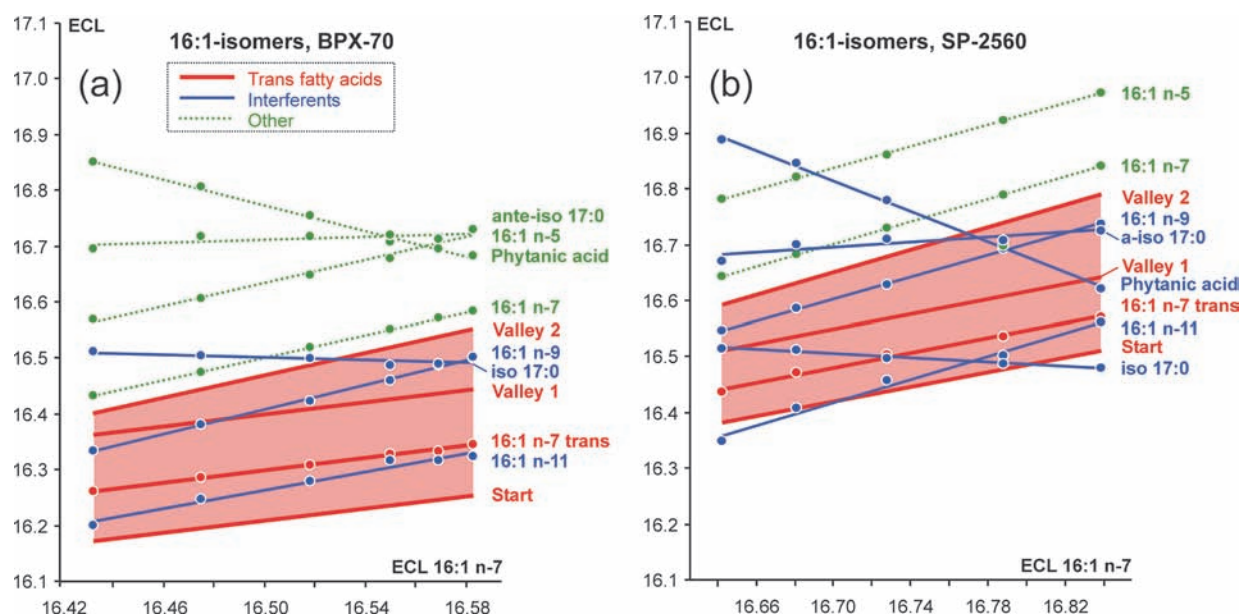 17.1
ECL
16.1-isomers, BPX-70
Trans fatty acids
Interferents
Other
(a)
17.0
16.9
16.8
16.7
16.6
16.5
16.4
16.3
16.2
16.1
ante-iso 17:0
16:1 n-5
Phytanic acid
16:1 n-7
Valley 2
16:1 n-9
iso 17:0
Valley 1
16:1 n-7 trans
16:1 n-11
Start
ECL 16:1 n-7
16.42
16.46
16.50
16.54
16.58
17.1
ECL
16:1-isomers, SP-2560
(b)
17.0
16.9
16.8
16.7
16.6
16.5
16.4
16.3
16.2
16.1
16:1 n-5
16:1 n-7
Valley 2
16:1 n-9
a-iso 17:0
Valley 1
Phytanic acid
16:1 n-7 trans
16:1 n-11
Start
iso 17:0
ECL 16:1 n-7
16.66
16.70
16.74
16.78
16.82